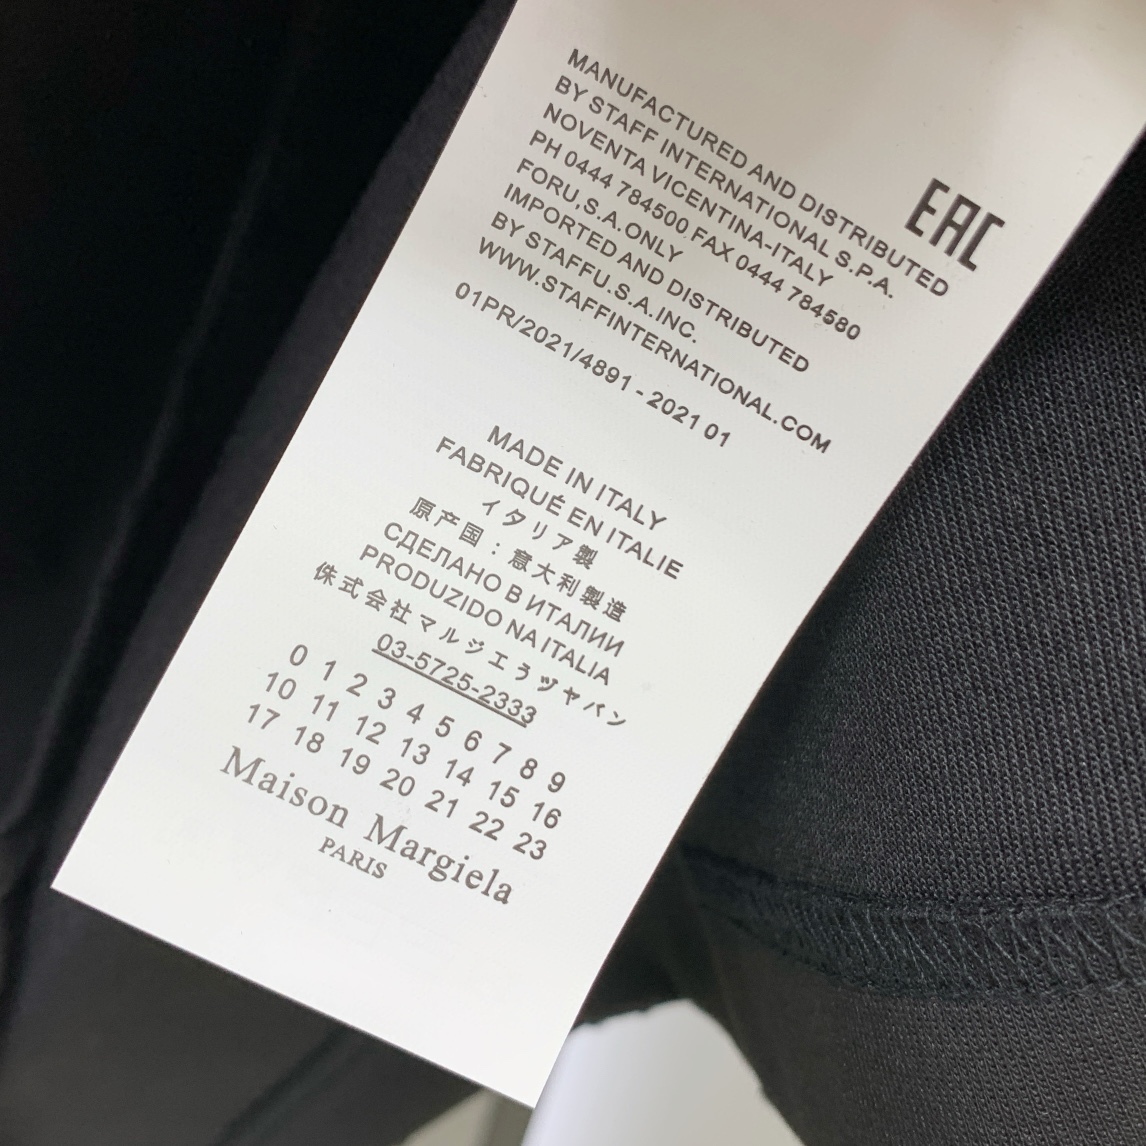 EAC
MANUFACTURED AND DISTRIBUTED
BY STAFF INTERNATIONAL S.P.A.
NOVENTA VICENTINA-ITALY
PH 0444 784500 FAX 0444 784580
FORU,S.A.ONLY
IMPORTED AND DISTRIBUTED
BY STAFFU.S.A.INC.
WWW.STAFFINTERNATIONAL.COM
01PR/2021/4891 - 2021 01
MADE IN ITALY
FABRIQUÉ EN ITALIE
イタリア製
原产国：意大利製造
СДЕЛАНО В ИТАЛИИ
PRODUZIDO NA ITALIA
侏式会社マルジエぅヅャパン
03-5725-2333
0 1 2 3 4 5 6 7 8 9
10 11 12 13 14 15 16
17 18 19 20 21 22 23
Maison Margiela
PARIS